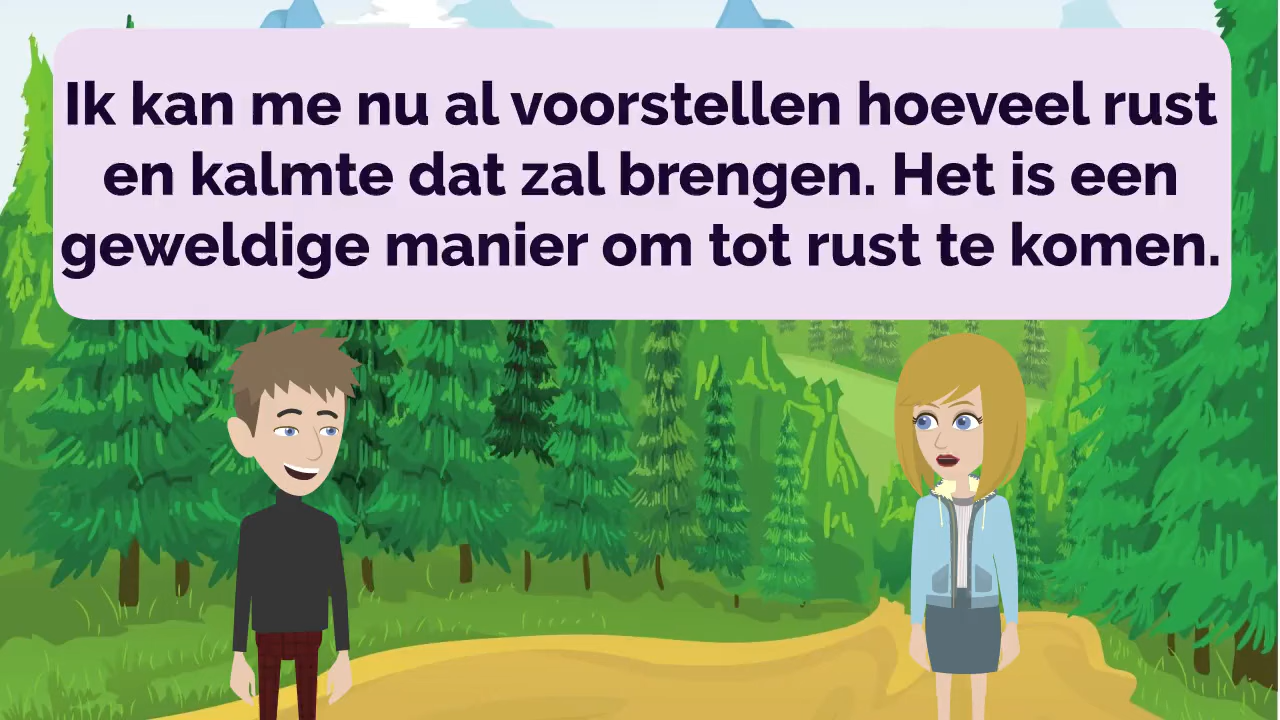 Ik kan me nu al voorstellen hoeveel rust
en kalmte dat zal brengen. Het is een
geweldige manier om tot rust te komen.